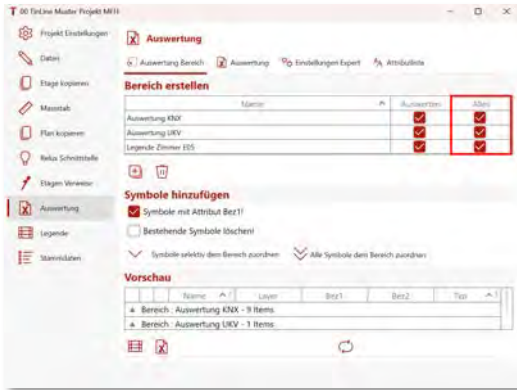 00 TinLine Muster Projekt MFH
Projekt Einstellungen
Daten
Etage kopieren
Massstab
Plan kopieren
Relux Schnittstelle
Etagen Verweise
Auswertung
Legende
Stammdaten
Auswertung
Auswertung Bereich
Auswertung
Einstellungen Expert
Attributliste
Bereich erstellen
Name
Auswerten
Alles
Auswertung KNX
Auswertung UKV
Legende Zimmer E05
Symbole hinzufügen
Symbole mit Attribut Bez1!
Bestehende Symbole löschen!
Symbole selektiv dem Bereich zuordnen
Alle Symbole dem Bereich zuordnen
Vorschau
Name
Layer
Bez1
Bez2
Typ
Bereich : Auswertung KNX - 9 Items
Bereich : Auswertung UKV - 1 Items